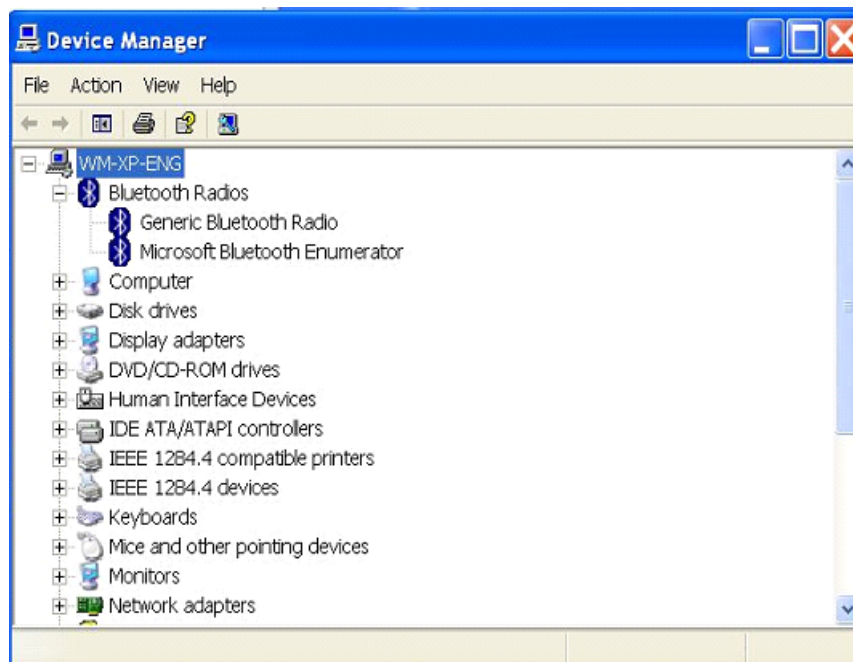 Device Manager
File Action View Help
WM-XP-ENG
Bluetooth Radios
Generic Bluetooth Radio
Microsoft Bluetooth Enumerator
Computer
Disk drives
Display adapters
DVD/CD-ROM drives
Human Interface Devices
IDE ATA/ATAPI controllers
IEEE 1284.4 compatible printers
IEEE 1284.4 devices
Keyboards
Mice and other pointing devices
Monitors
Network adapters